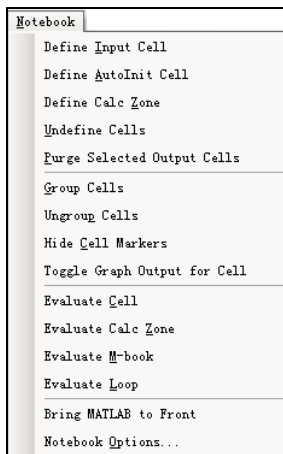 Notebook
Define Input Cell
Define AutoInit Cell
Define Calc Zone
Undefine Cells
Purge Selected Output Cells
Group Cells
Ungroup Cells
Hide Cell Markers
Toggle Graph Output for Cell
Evaluate Cell
Evaluate Calc Zone
Evaluate M-book
Evaluate Loop
Bring MATLAB to Front
Notebook Options...